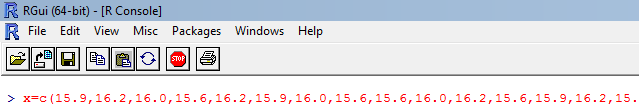 RGui (64-bit) - [R Console]
File Edit View Misc Packages Windows Help
STOP
> x=c(15.9,16.2,16.0,15.6,16.2,15.9,16.0,15.6,15.6,16.0,16.2,15.6,15.9,16.2,15.